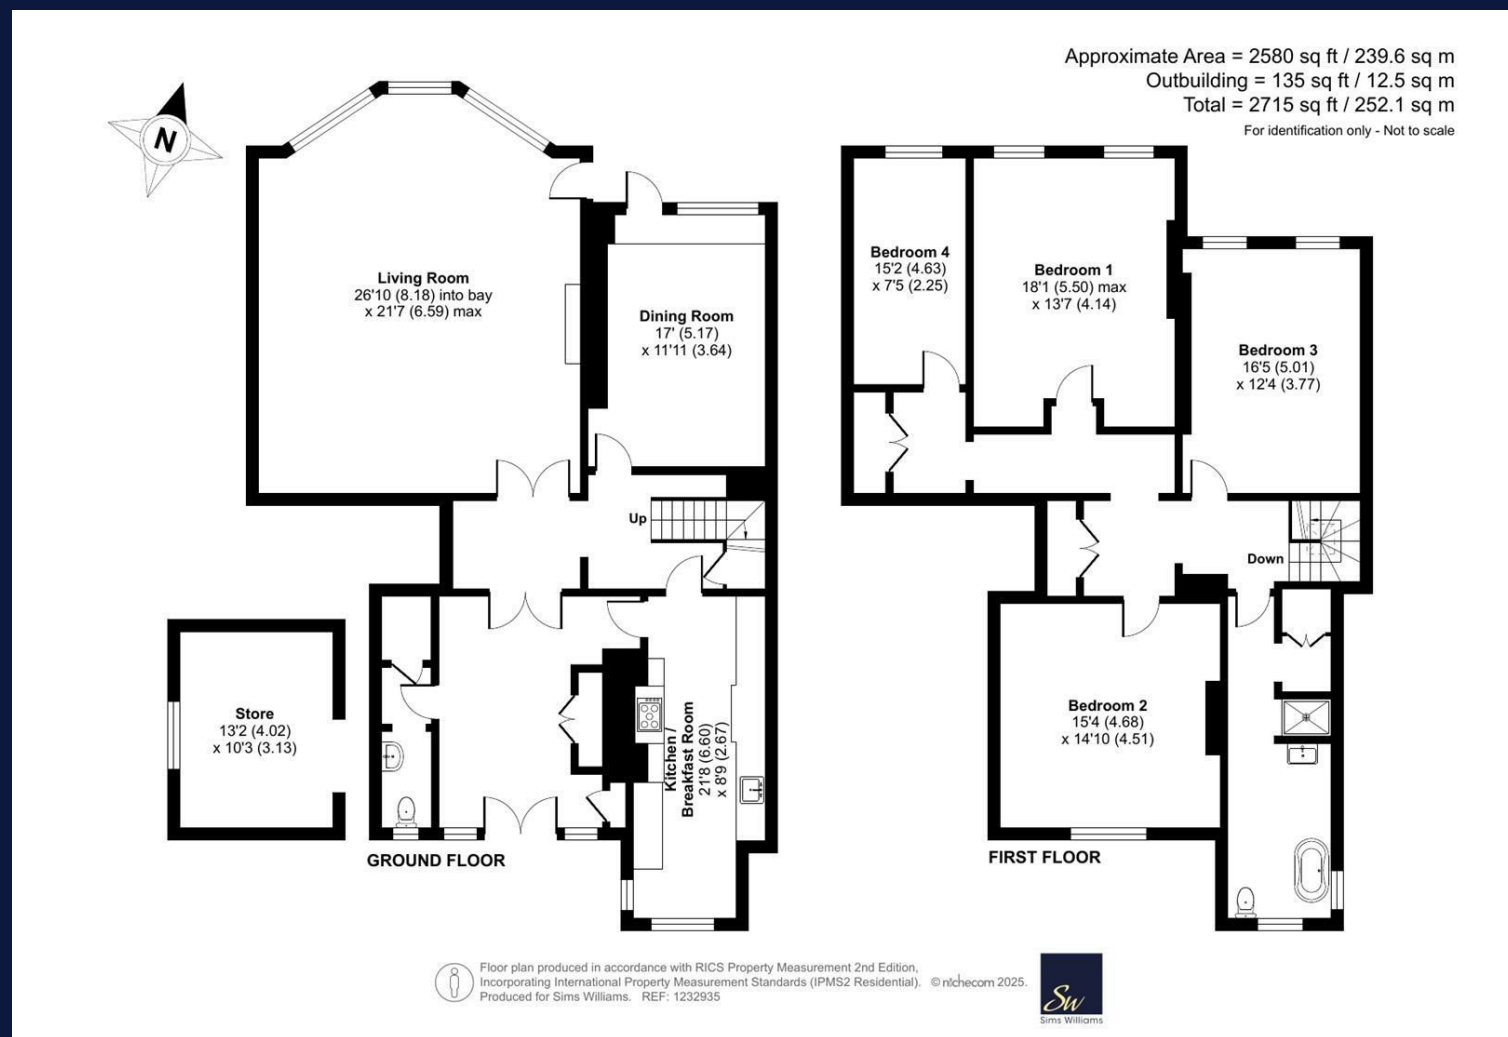 Approximate Area = 2580 sq ft / 239.6 sq m
Outbuilding = 135 sq ft / 12.5 sq m
Total = 2715 sq ft / 252.1 sq m
For identification only - Not to scale
N
Living Room
26'10 (8.18) into bay
x 21'7 (6.59) max
Dining Room
17' (5.17)
x 11'11 (3.64)
Up
Store
13'2 (4.02)
x 10'3 (3.13)
Kitchen /
Breakfast Room
21'8 (6.60)
x 8'9 (2.67)
GROUND FLOOR
Bedroom 4
15'2 (4.63)
x 7'5 (2.25)
Bedroom 1
18'1 (5.50) max
x 13'7 (4.14)
Bedroom 3
16'5 (5.01)
x 12'4 (3.77)
Down
Bedroom 2
15'4 (4.68)
x 14'10 (4.51)
FIRST FLOOR
Floor plan produced in accordance with RICS Property Measurement 2nd Edition,
Incorporating International Property Measurement Standards (IPMS2 Residential). © nichecom 2025.
Produced for Sims Williams. REF: 1232935
SW
Sims Williams